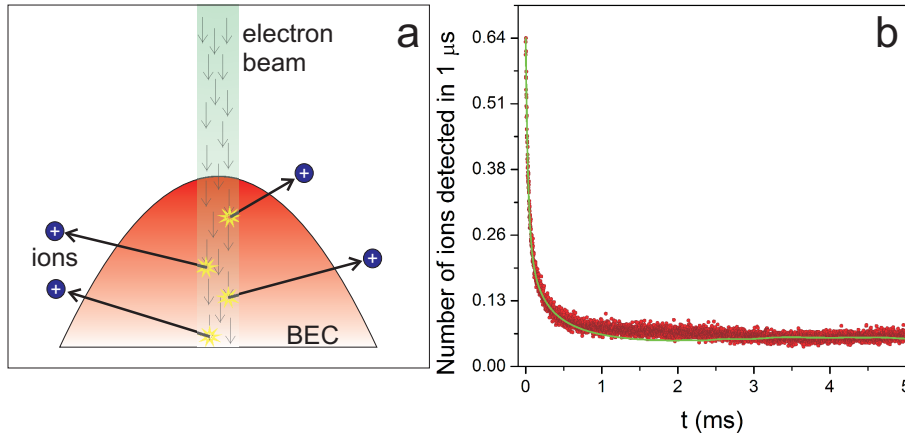 a
electron
beam
+
+
+
ions
+
BEC
b
Number of ions detected in 1 μs
0.64
0.51
0.38
0.26
0.13
0.00
0
1
2
3
4
5
t (ms)